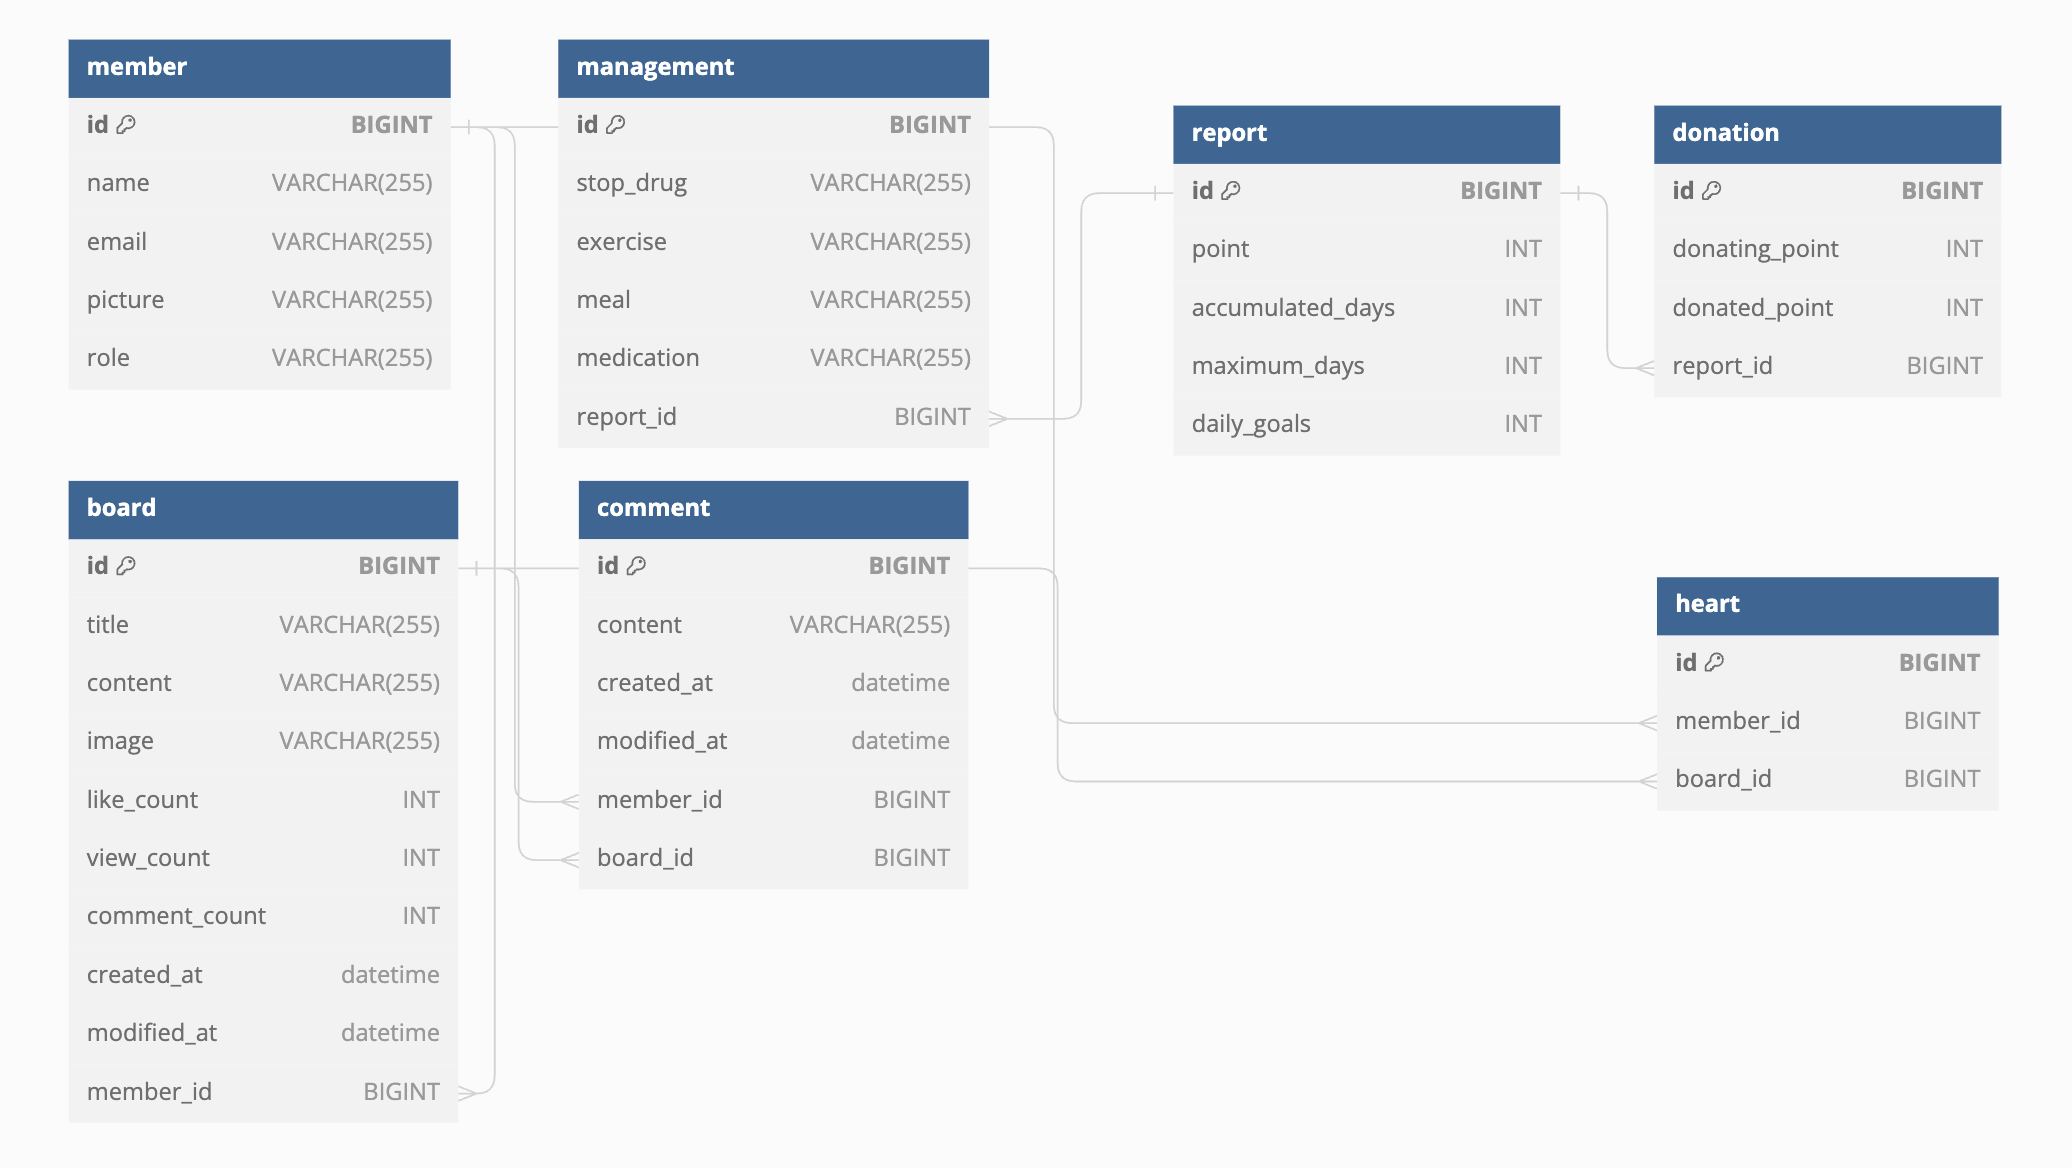 member
id BIGINT
name VARCHAR(255)
email VARCHAR(255)
picture VARCHAR(255)
role VARCHAR(255)
management
id BIGINT
stop_drug VARCHAR(255)
exercise VARCHAR(255)
meal VARCHAR(255)
medication VARCHAR(255)
report_id BIGINT
report
id BIGINT
point INT
accumulated_days INT
maximum_days INT
daily_goals INT
donation
id BIGINT
donating_point INT
donated_point INT
report_id BIGINT
board
id BIGINT
title VARCHAR(255)
content VARCHAR(255)
image VARCHAR(255)
like_count INT
view_count INT
comment_count INT
created_at datetime
modified_at datetime
member_id BIGINT
comment
id BIGINT
content VARCHAR(255)
created_at datetime
modified_at datetime
member_id BIGINT
board_id BIGINT
heart
id BIGINT
member_id BIGINT
board_id BIGINT